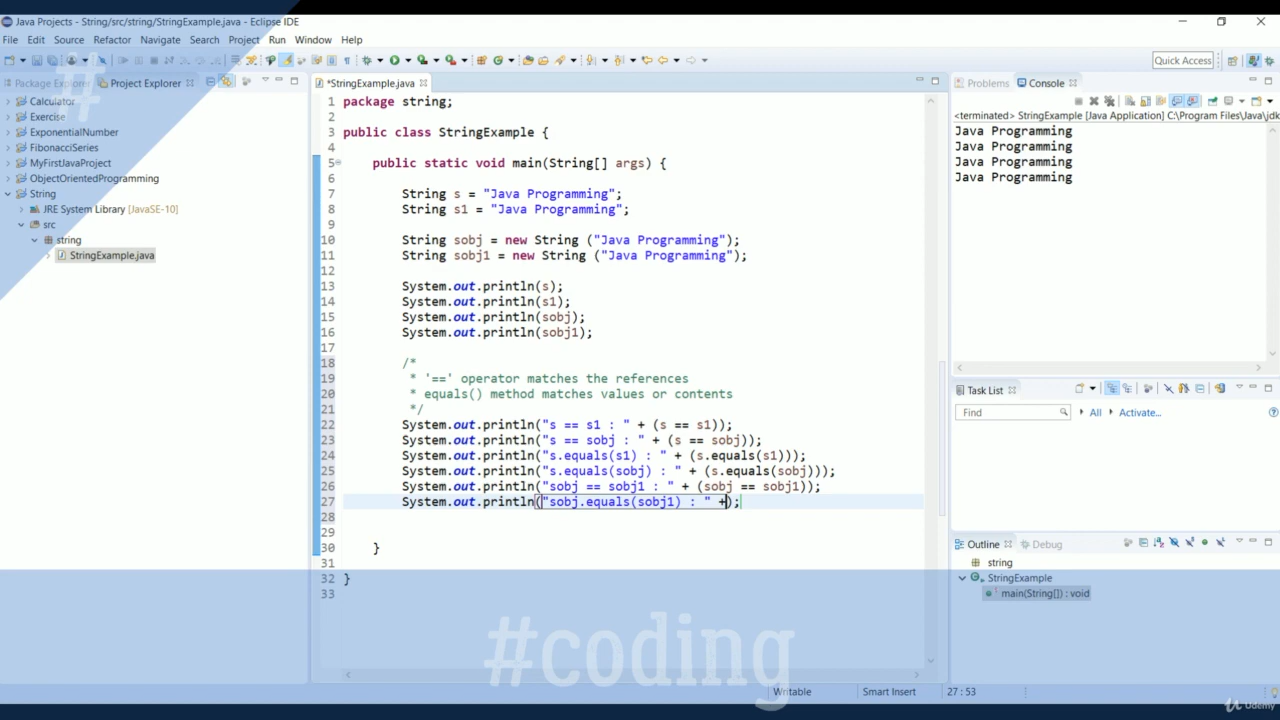 Java Projects - String/src/string/StringExample.java - Eclipse IDE
File Edit Source Refactor Navigate Search Project Run Window Help
Quick Access
Package Explorer Project Explorer
Calculator
Exercise
ExponentialNumber
FibonacciSeries
MyFirstJavaProject
ObjectOrientedProgramming
String
JRE System Library [JavaSE-10]
src
string
StringExample.java
#
*StringExample.java
1 package string;
2
3 public class StringExample {
4
5 public static void main(String[] args) {
6
7 String s = "Java Programming";
8 String s1 = "Java Programming";
9
10 String sobj = new String ("Java Programming");
11 String sobj1 = new String ("Java Programming");
12
13 System.out.println(s);
14 System.out.println(s1);
15 System.out.println(sobj);
16 System.out.println(sobj1);
17
18 /*
19 * '==' operator matches the references
20 * equals() method matches values or contents
21 */
22 System.out.println("s == s1 : " + (s == s1));
23 System.out.println("s == sobj : " + (s == sobj));
24 System.out.println("s.equals(s1) : " + (s.equals(s1)));
25 System.out.println("s.equals(sobj) : " + (s.equals(sobj)));
26 System.out.println("sobj == sobj1 : " + (sobj == sobj1));
27 System.out.println("sobj.equals(sobj1) : " +);
28
29
30 }
31
32 }
33
Problems Console
<terminated> StringExample [Java Application] C:\Program Files\Java\jdk
Java Programming
Java Programming
Java Programming
Java Programming
Task List
Find All Activate...
Outline Debug
string
StringExample
main(String[]) : void
#coding
Writable Smart Insert 27 : 53
Udemy